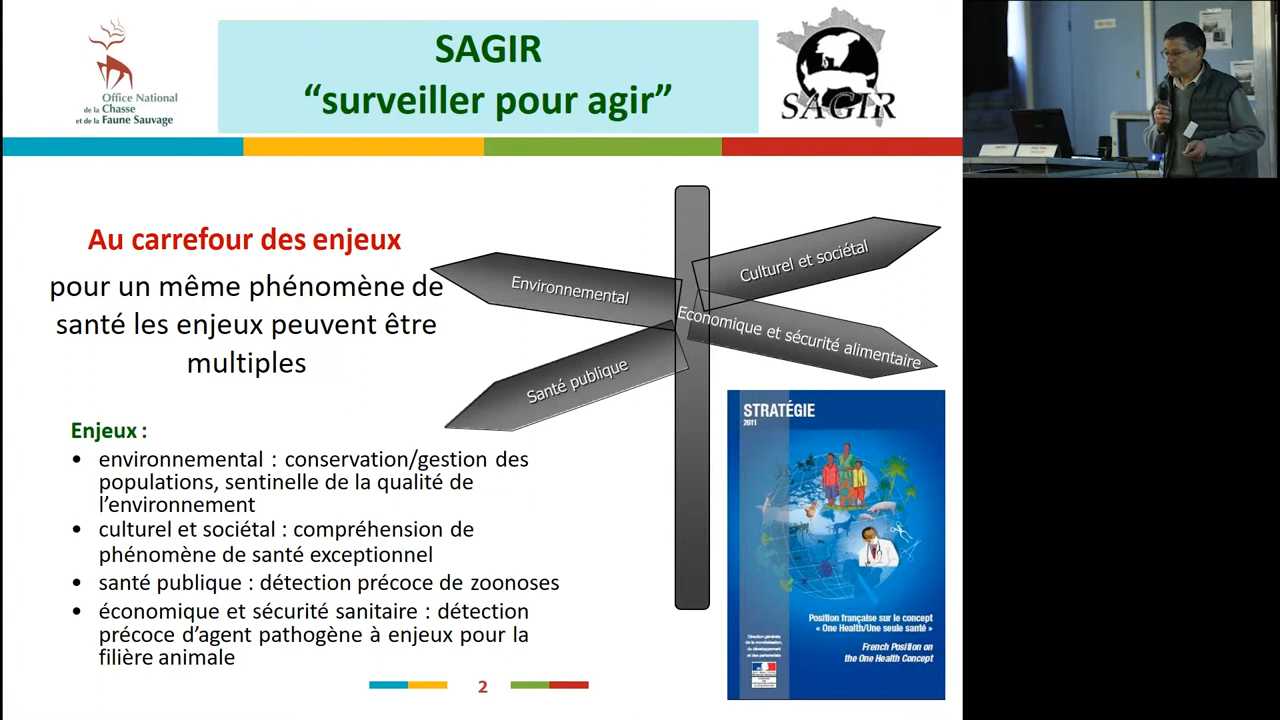 Office National
de la Chasse
et de la Faune Sauvage
SAGIR
“surveiller pour agir”
SAGIR
Au carrefour des enjeux
pour un même phénomène de
santé les enjeux peuvent être
multiples
Environnemental
Culturel et sociétal
Economique et sécurité alimentaire
Santé publique
Enjeux :
• environnemental : conservation/gestion des
populations, sentinelle de la qualité de
l’environnement
• culturel et sociétal : compréhension de
phénomène de santé exceptionnel
• santé publique : détection précoce de zoonoses
• économique et sécurité sanitaire : détection
précoce d’agent pathogène à enjeux pour la
filière animale
STRATÉGIE
2011
Position française sur le concept
« One Health/Une seule santé »
French Position on
the One Health Concept
Direction générale
de la mondialisation,
du développement
et des partenariats
2